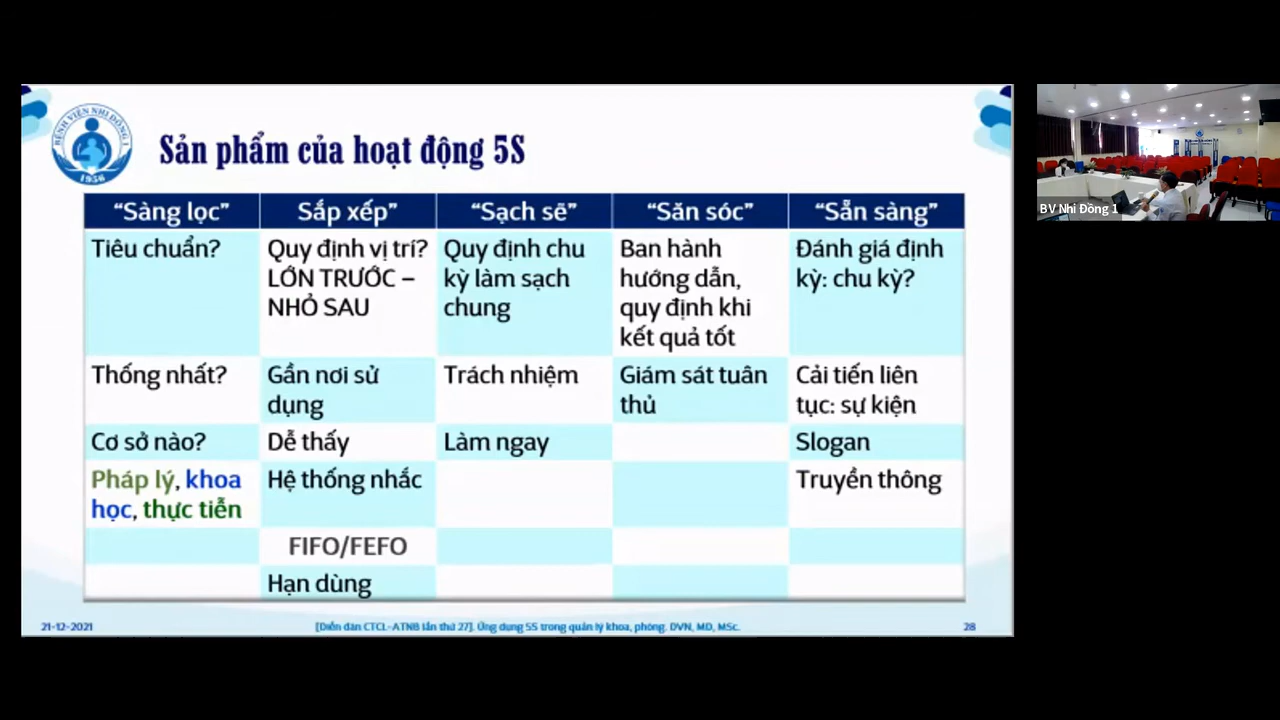 BỆNH VIỆN NHI ĐỒNG 1
1956
Sản phẩm của hoạt động 5S
“Sàng lọc” Sắp xếp” “Sạch sẽ” “Săn sóc” “Sẵn sàng”
Tiêu chuẩn? Quy định vị trí? Quy định chu Ban hành Đánh giá định
LỚN TRƯỚC – kỳ làm sạch hướng dẫn, kỳ: chu kỳ?
NHỎ SAU chung quy định khi
kết quả tốt
Thống nhất? Gần nơi sử Trách nhiệm Giám sát tuân Cải tiến liên
dụng thủ tục: sự kiện
Cơ sở nào? Dễ thấy Làm ngay Slogan
Pháp lý, khoa Hệ thống nhắc Truyền thông
học, thực tiễn
FIFO/FEFO
Hạn dùng
21-12-2021 [Diễn đàn CTCL-ATNB lần thứ 27]. Ứng dụng 5S trong quản lý khoa, phòng. DVN, MD, MSc. 28
BV Nhi Đồng 1